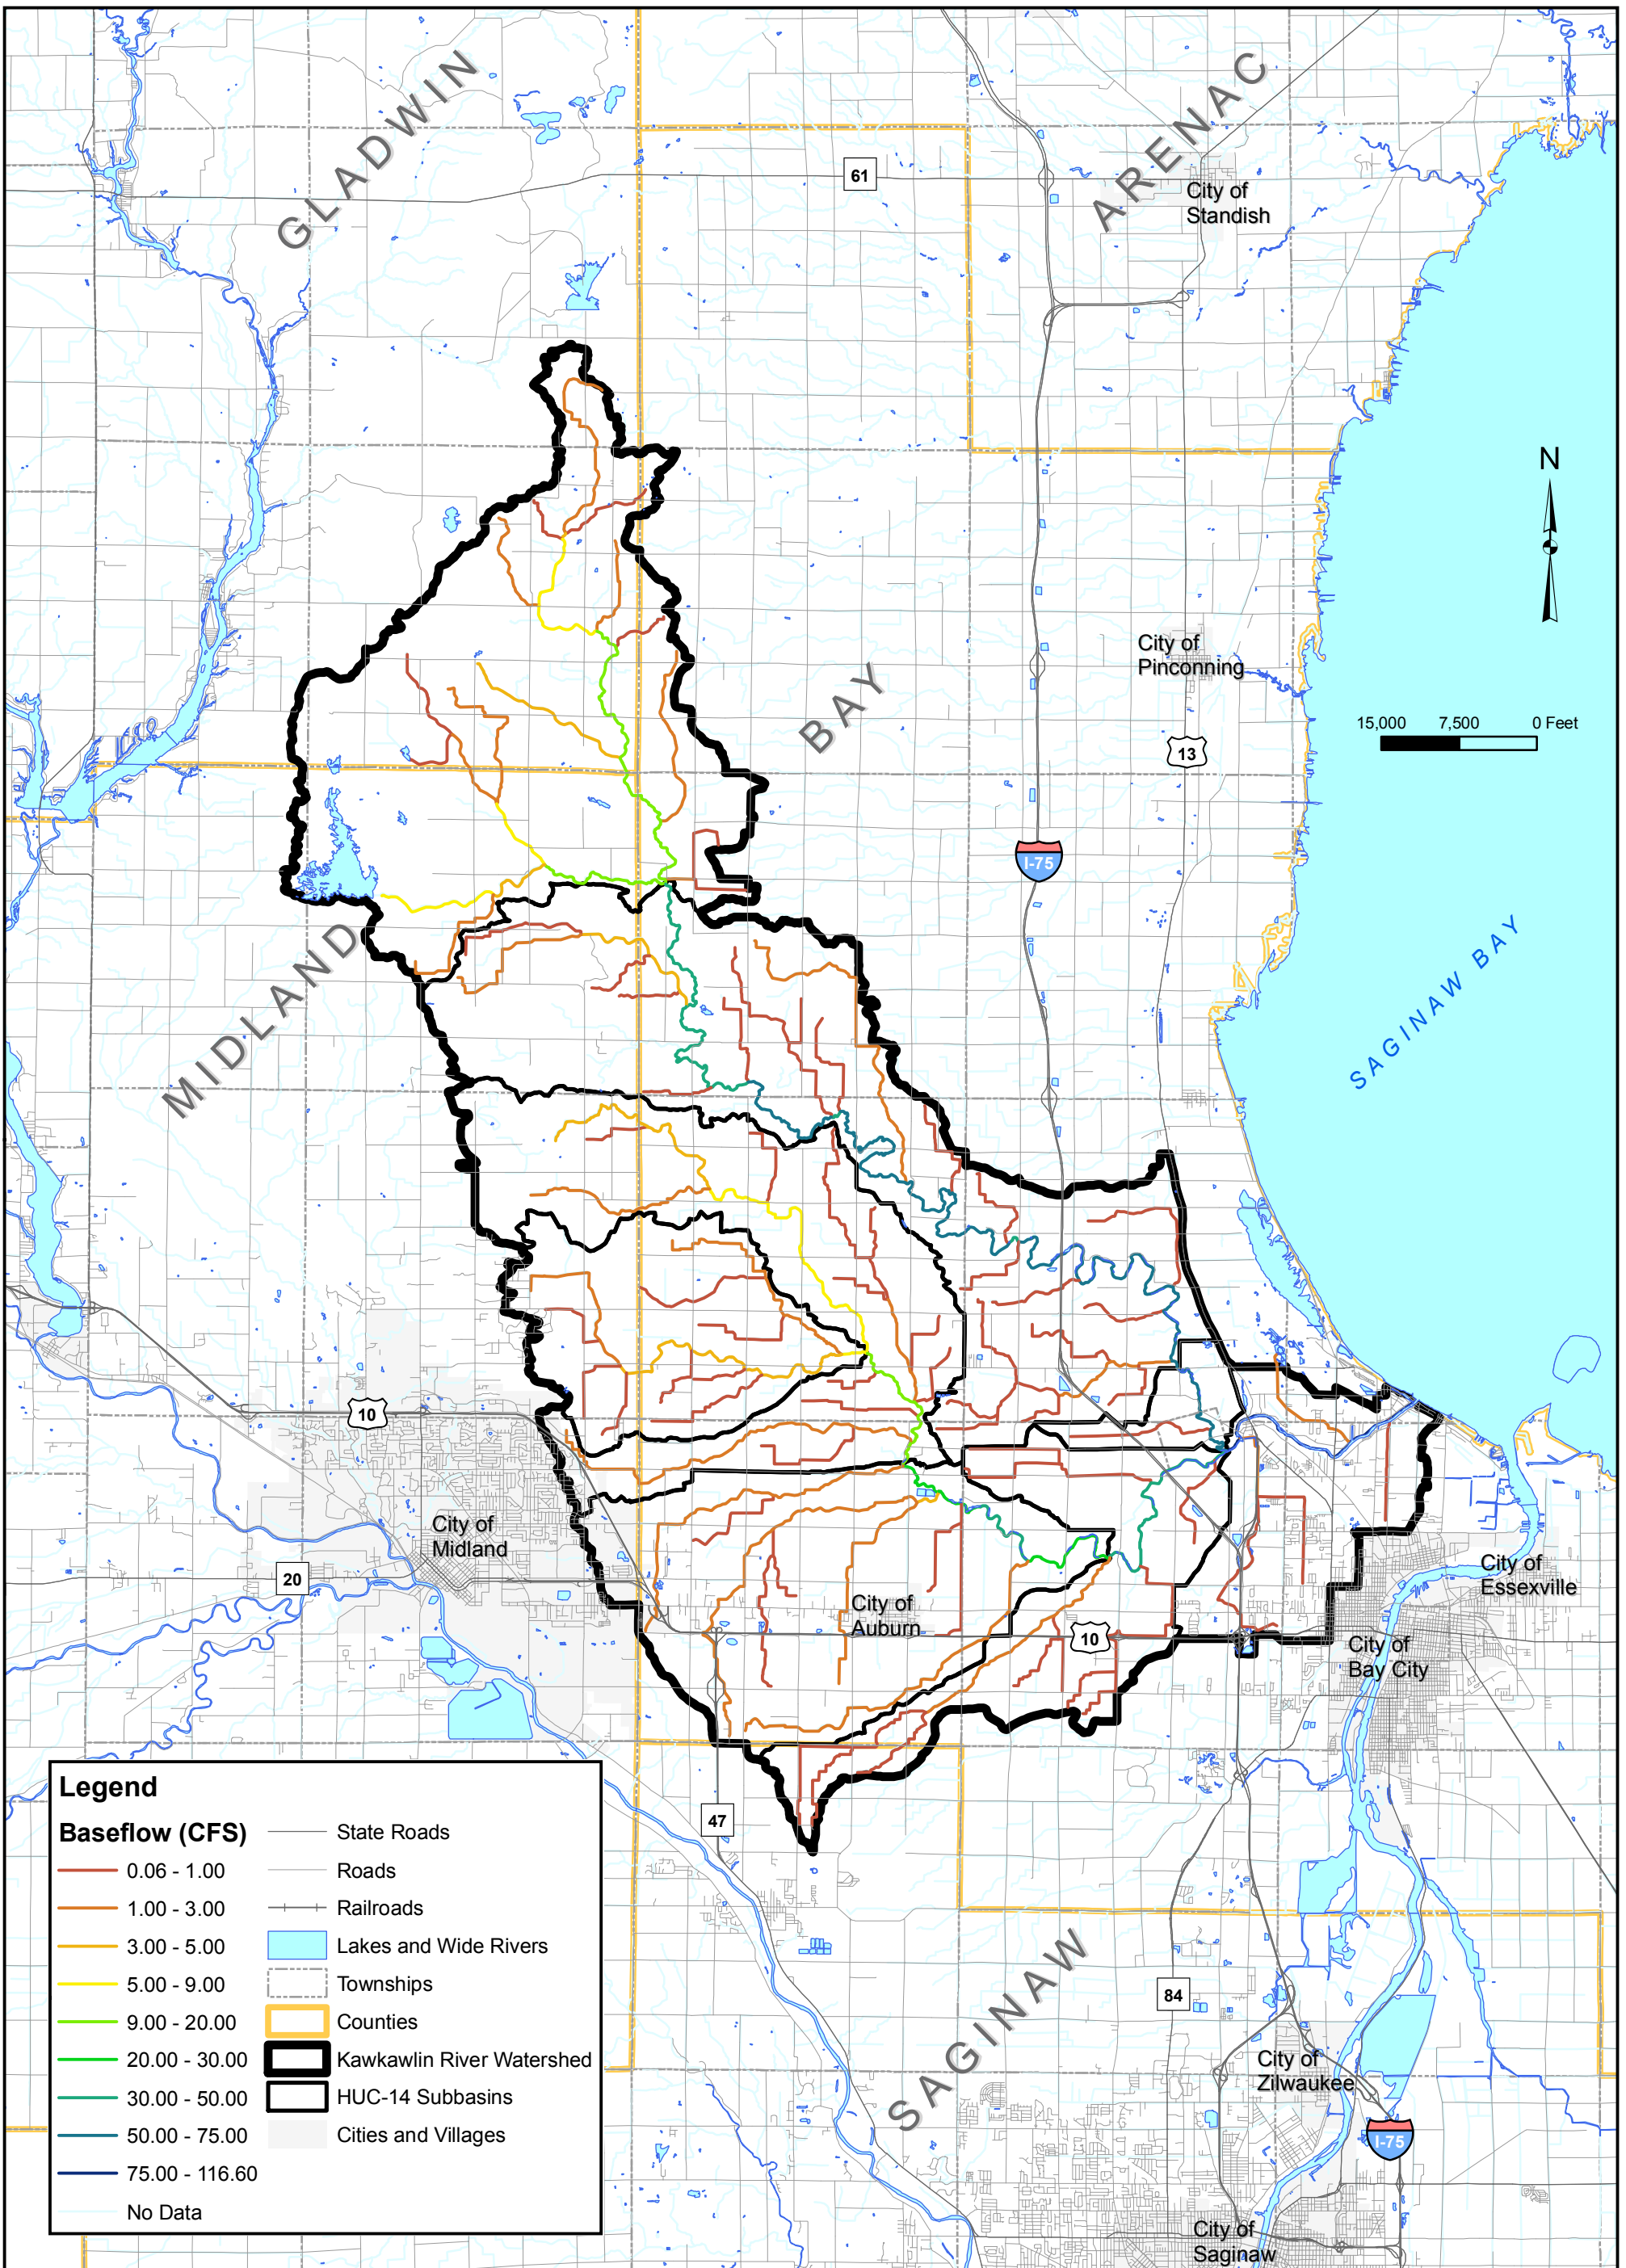 GLADWIN
ARENAC
61
City of
Standish
N
City of
Pinconning
BAY
15,000 7,500 0 Feet
13
I-75
SAGINAW BAY
MIDLAND
10
City of
Midland
20
City of
Auburn
10
City of
Essexville
City of
Bay City
47
84
SAGINAW
City of
Zilwaukee
I-75
City of
Saginaw
Legend
Baseflow (CFS)
0.06 - 1.00
1.00 - 3.00
3.00 - 5.00
5.00 - 9.00
9.00 - 20.00
20.00 - 30.00
30.00 - 50.00
50.00 - 75.00
75.00 - 116.60
No Data
State Roads
Roads
Railroads
Lakes and Wide Rivers
Townships
Counties
Kawkawlin River Watershed
HUC-14 Subbasins
Cities and Villages